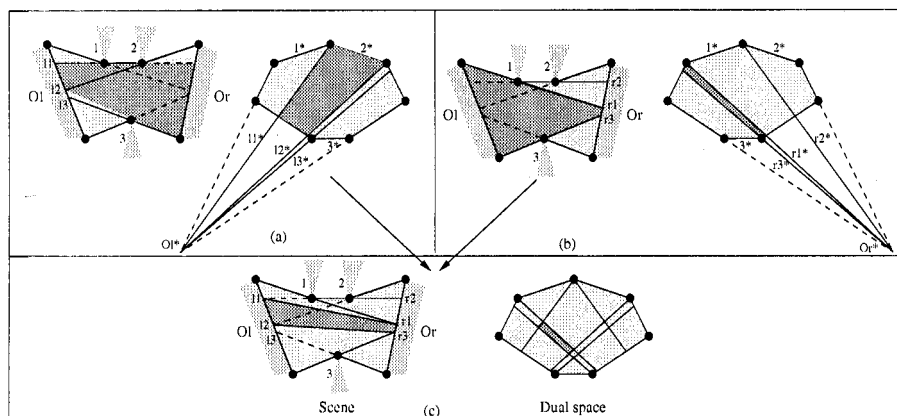 1 2 1* 2*
l1
l2
Ol Or
l3
3
l1* l2* 3*
l3*
Ol*
(a)
1 2 1* 2*
r2
Ol r1 Or
r3
3
3* r2*
r1*
r3*
Or*
(b)
1 2
l1 r2
Ol l2 r1 Or
l3 r3
3
Scene (c) Dual space